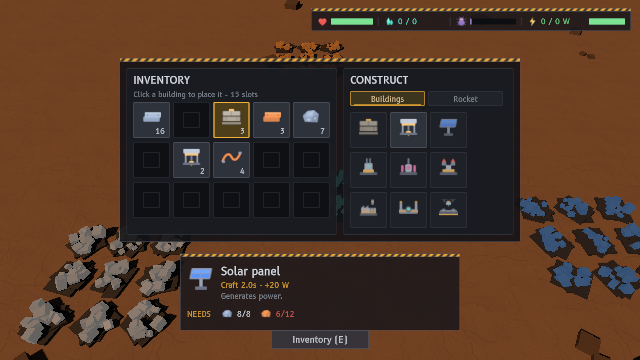 0 / 0
0 / 0 W
INVENTORY
Click a building to place it - 15 slots
16
3
3
7
2
4
CONSTRUCT
Buildings
Rocket
Solar panel
Craft 2.0s - +20 W
Generates power.
NEEDS 8/8 6/12
Inventory [E]